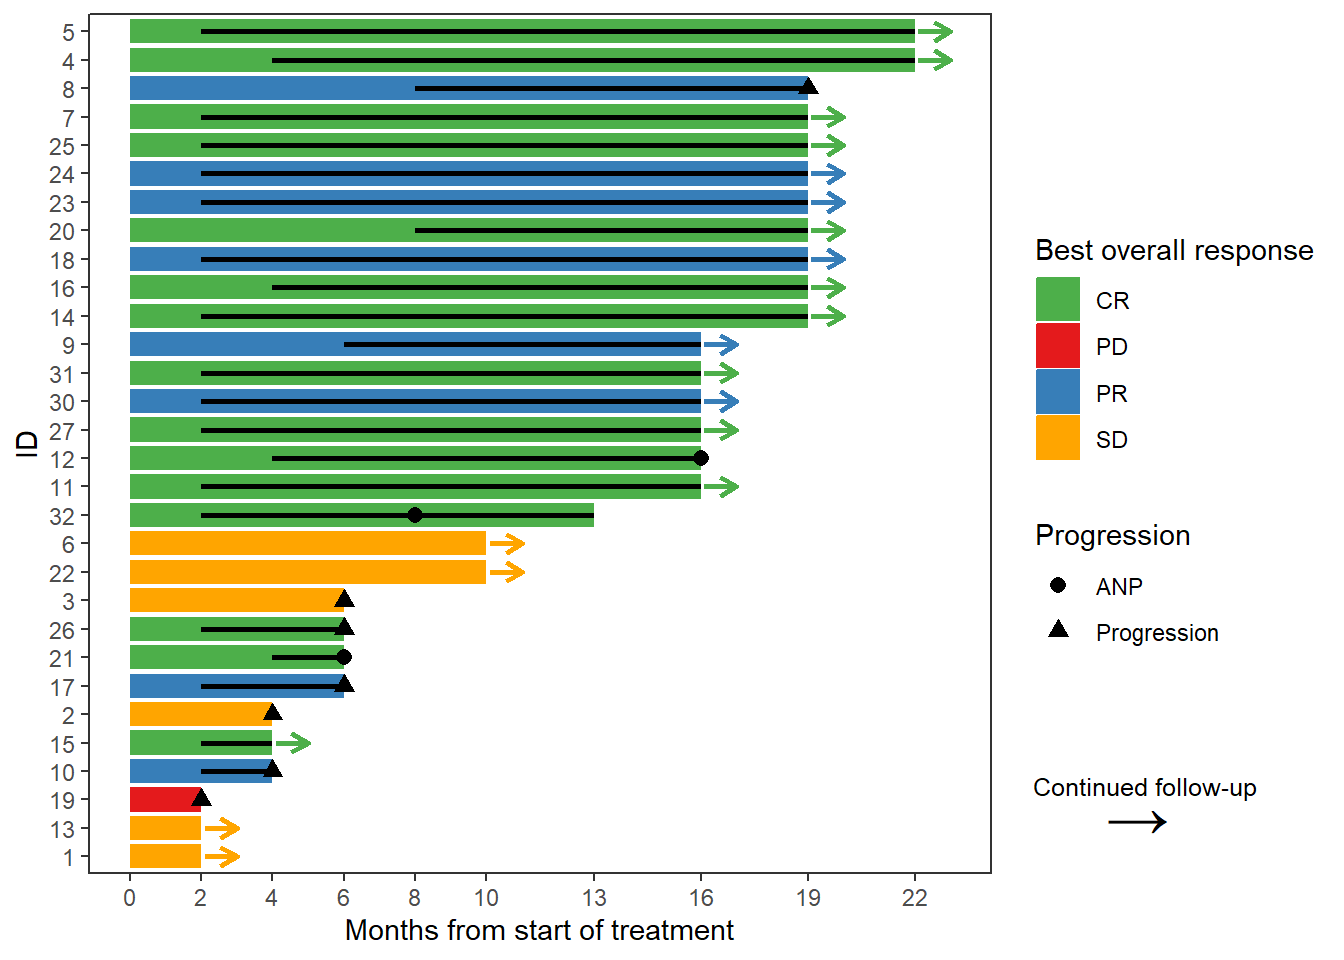 5
4
8
7
25
24
23
20
18
16
14
9
31
30
27
12
11
32
6
22
3
26
21
17
2
15
10
19
13
1
ID
0 2 4 6 8 10 13 16 19 22
Months from start of treatment
Best overall response
CR
PD
PR
SD
Progression
ANP
Progression
Continued follow-up